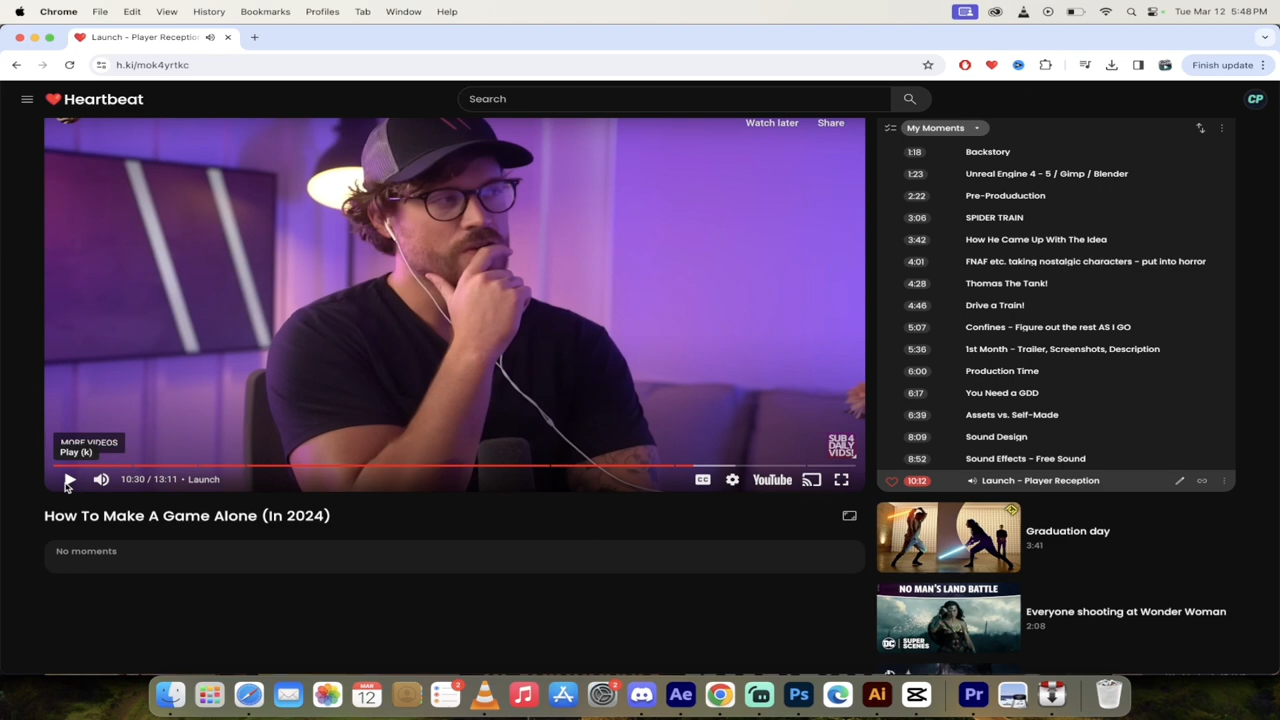 Chrome File Edit View History Bookmarks Profiles Tab Window Help Tue Mar 12 5:48 PM
Launch - Player Receptio
h.ki/mok4yrtkc Finish update
Heartbeat Search CP
Watch later Share
My Moments
1:18 Backstory
1:23 Unreal Engine 4 - 5 / Gimp / Blender
2:22 Pre-Produduction
3:06 SPIDER TRAIN
3:42 How He Came Up With The Idea
4:01 FNAF etc. taking nostalgic characters - put into horror
4:28 Thomas The Tank!
4:46 Drive a Train!
5:07 Confines - Figure out the rest AS I GO
5:36 1st Month - Trailer, Screenshots, Description
6:00 Production Time
6:17 You Need a GDD
6:39 Assets vs. Self-Made
8:09 Sound Design
8:52 Sound Effects - Free Sound
10:12 Launch - Player Reception
MORE VIDEOS
Play (k)
SUB 4
DAILY
VIDS!
10:30 / 13:11 • Launch CC YouTube
How To Make A Game Alone (In 2024)
No moments
Graduation day
3:41
NO MAN'S LAND BATTLE
DC SUPER
SCENES
Everyone shooting at Wonder Woman
2:08
MAR
12
2
2
Ae
Ps
Ai
Pr